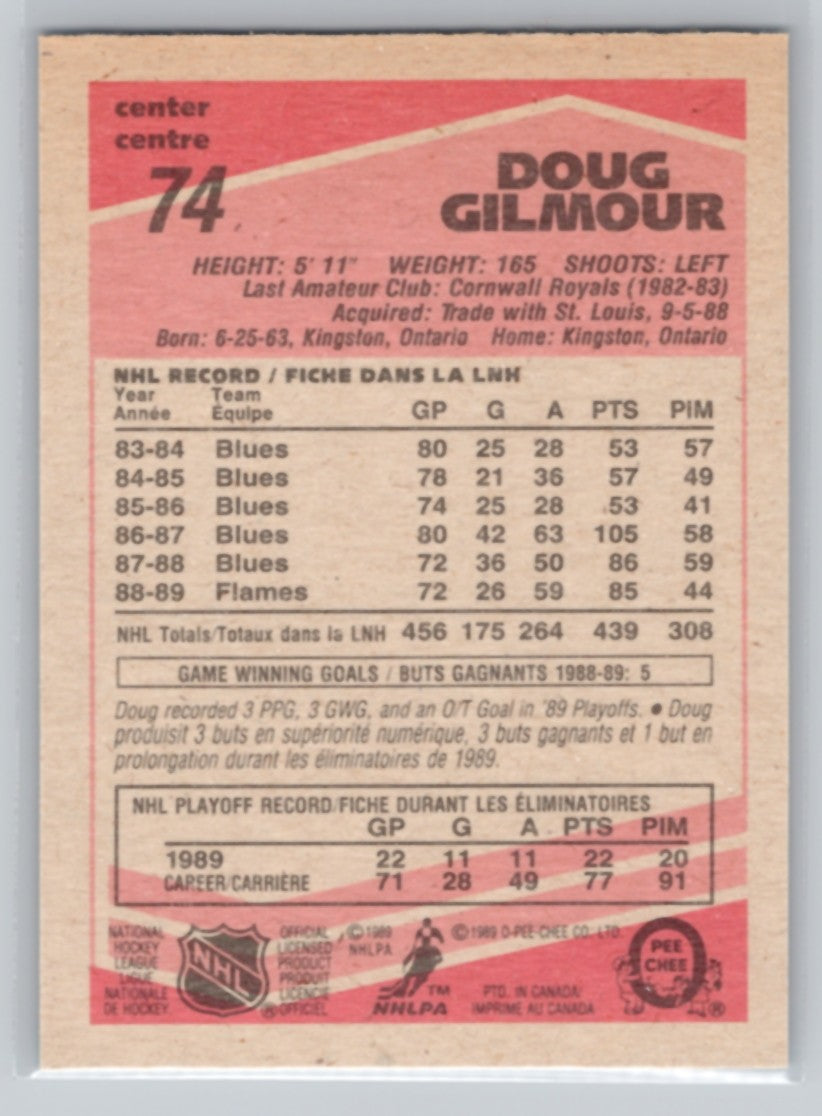 center
centre
74
DOUG
GILMOUR
HEIGHT: 5' 11" WEIGHT: 165 SHOOTS: LEFT
Last Amateur Club: Cornwall Royals (1982-83)
Acquired: Trade with St. Louis, 9-5-88
Born: 6-25-63, Kingston, Ontario Home: Kingston, Ontario
NHL RECORD / FICHE DANS LA LNH
Year Team
Année Équipe GP G A PTS PIM
83-84 Blues 80 25 28 53 57
84-85 Blues 78 21 36 57 49
85-86 Blues 74 25 28 53 41
86-87 Blues 80 42 63 105 58
87-88 Blues 72 36 50 86 59
88-89 Flames 72 26 59 85 44
NHL Totals/Totaux dans la LNH 456 175 264 439 308
GAME WINNING GOALS / BUTS GAGNANTS 1988-89: 5
Doug recorded 3 PPG, 3 GWG, and an O/T Goal in '89 Playoffs. • Doug
produisit 3 buts en supériorité numérique, 3 buts gagnants et 1 but en
prolongation durant les éliminatoires de 1989.
NHL PLAYOFF RECORD/FICHE DURANT LES ÉLIMINATOIRES
GP G A PTS PIM
1989 22 11 11 22 20
CAREER/CARRIÈRE 71 28 49 77 91
NATIONAL
HOCKEY
LEAGUE
LIGUE
NATIONALE
DE HOCKEY
NHL
®
OFFICIAL
LICENSED
PRODUCT
PRODUIT
LICENCIÉ
OFFICIEL
©1989
NHLPA
TM
NHLPA
©1989 O-PEE-CHEE CO. LTD.
PTD. IN CANADA/
IMPRIMÉ AU CANADA
O
PEE
CHEE
®